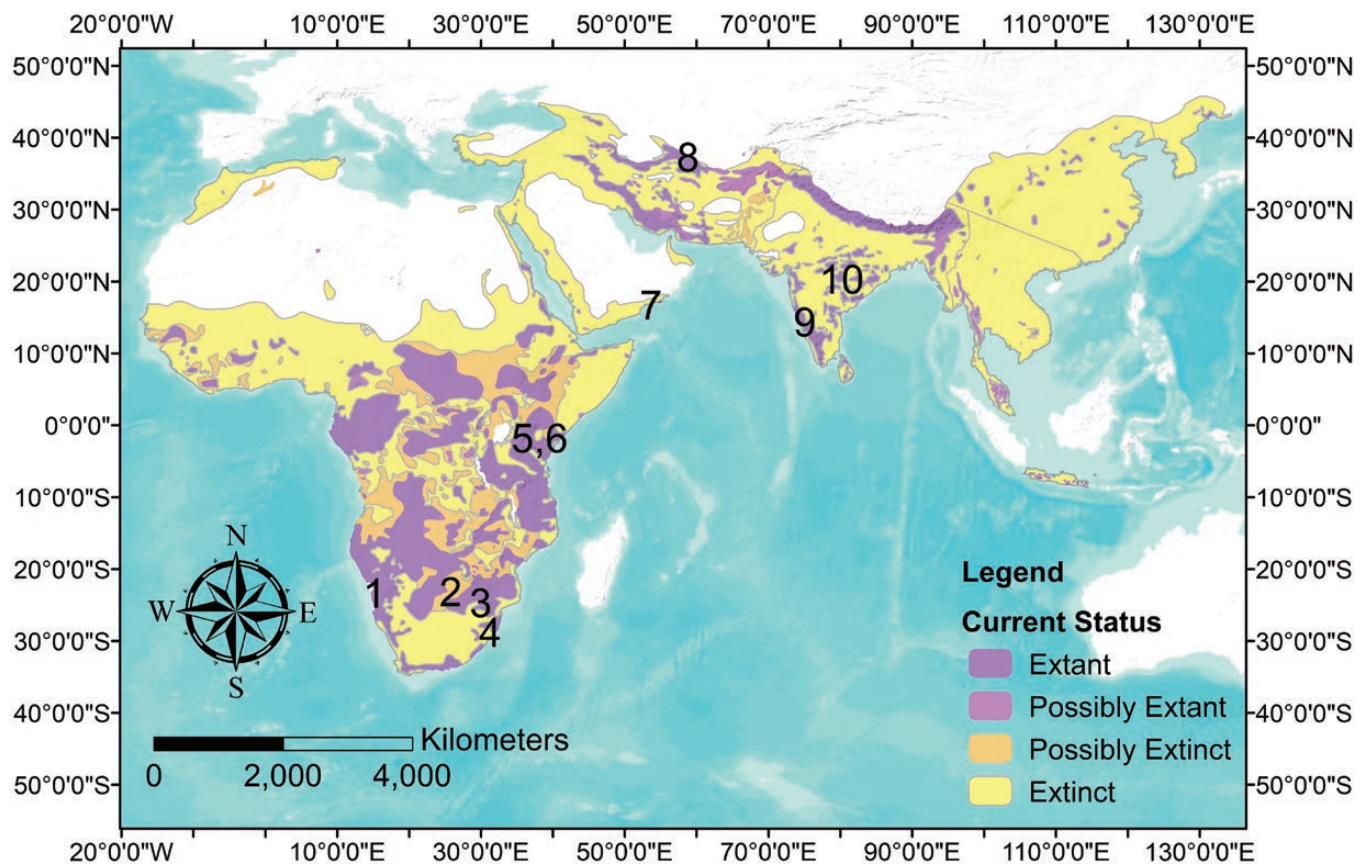 20°0'0"W 10°0'0"E 30°0'0"E 50°0'0"E 70°0'0"E 90°0'0"E 110°0'0"E 130°0'0"E
50°0'0"N 50°0'0"N
40°0'0"N 40°0'0"N
8
30°0'0"N 30°0'0"N
20°0'0"N 10 20°0'0"N
7
9
10°0'0"N 10°0'0"N
0°0'0" 5,6 0°0'0"
10°0'0"S 10°0'0"S
N
20°0'0"S 20°0'0"S
W E 1 2 3 Legend
Current Status
30°0'0"S 4 30°0'0"S
S
Extant
40°0'0"S Possibly Extant 40°0'0"S
Kilometers
0 2,000 4,000
Possibly Extinct
50°0'0"S Extinct 50°0'0"S
20°0'0"W 10°0'0"E 30°0'0"E 50°0'0"E 70°0'0"E 90°0'0"E 110°0'0"E 130°0'0"E